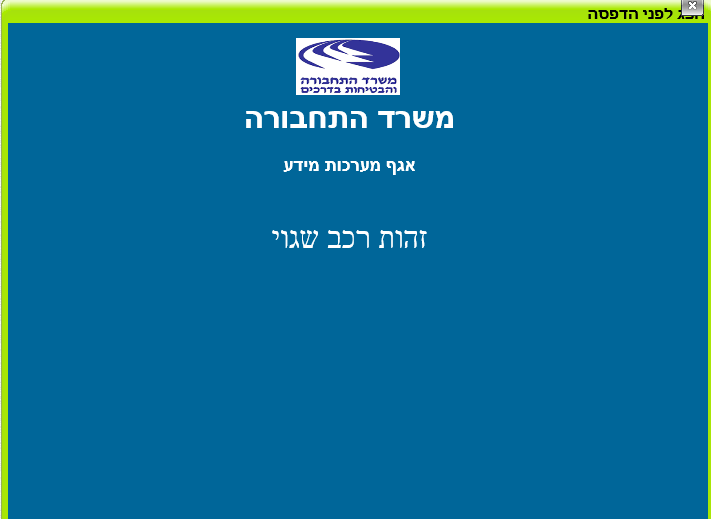 הצג לפני הדפסה
משרד התחבורה
והבטיחות בדרכים
משרד התחבורה
אגף מערכות מידע
זהות רכב שגוי